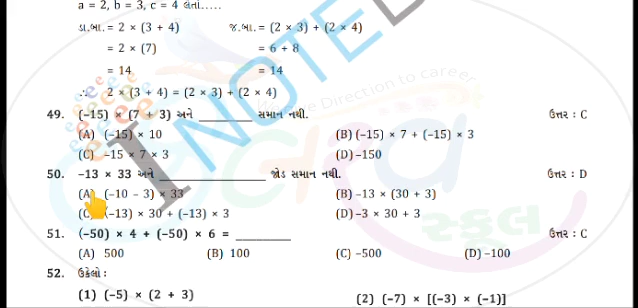 a = 2, b = 3, c = 4 લેતાં.....
ડા.બા. = 2 × (3 + 4) જ.બા. = (2 × 3) + (2 × 4)
= 2 × (7) = 6 + 8
= 14 = 14
∴ 2 × (3 + 4) = (2 × 3) + (2 × 4)
49. (−15) × (7 + 3) અને ________ સમાન નથી. ઉત્તર : C
(A) (−15) × 10 (B) (−15) × 7 + (−15) × 3
(C) −15 × 7 × 3 (D) −150
50. −13 × 33 અને ________ જોડ સમાન નથી. ઉત્તર : D
(A) (−10 − 3) × 33 (B) −13 × (30 + 3)
(C) (−13) × 30 + (−13) × 3 (D) −3 × 30 + 3
51. (−50) × 4 + (−50) × 6 = ________ ઉત્તર : C
(A) 500 (B) 100 (C) −500 (D) −100
52. ઉકેલો :
(1) (−5) × (2 + 3) (2) (−7) × [(−3) × (−1)]